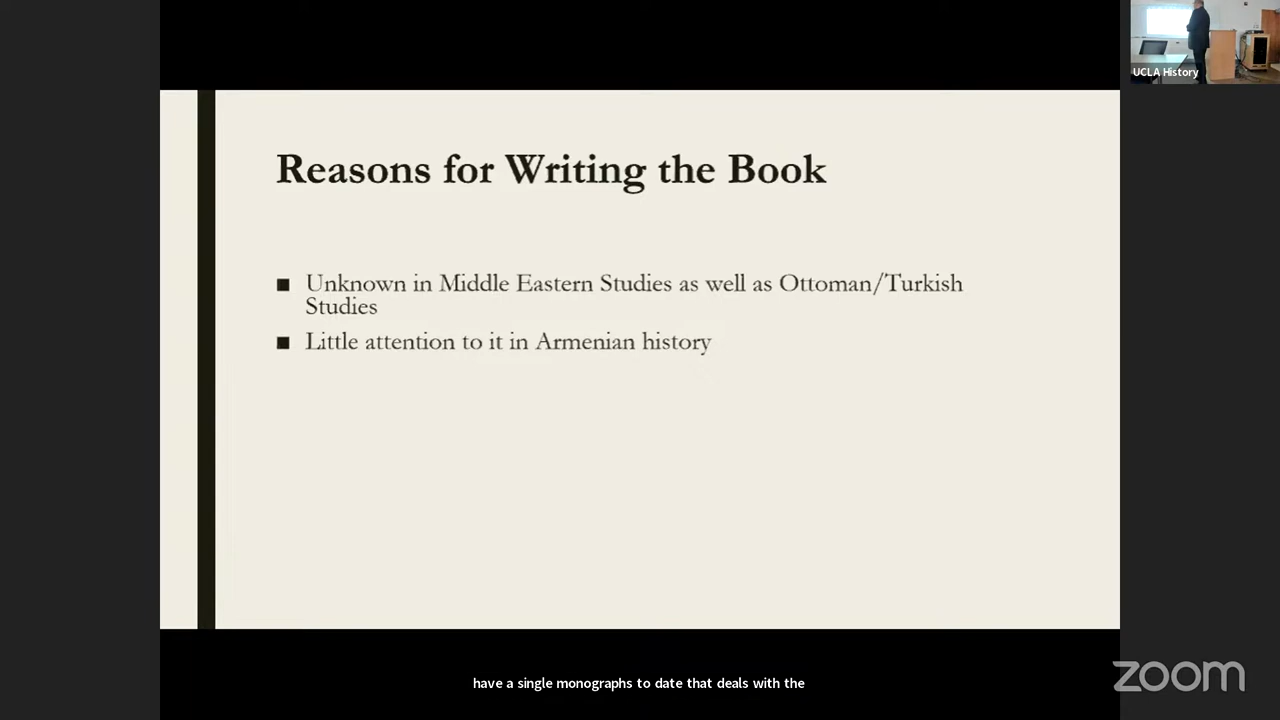 UCLA History
Reasons for Writing the Book
■ Unknown in Middle Eastern Studies as well as Ottoman/Turkish
Studies
■ Little attention to it in Armenian history
have a single monographs to date that deals with the
zoom